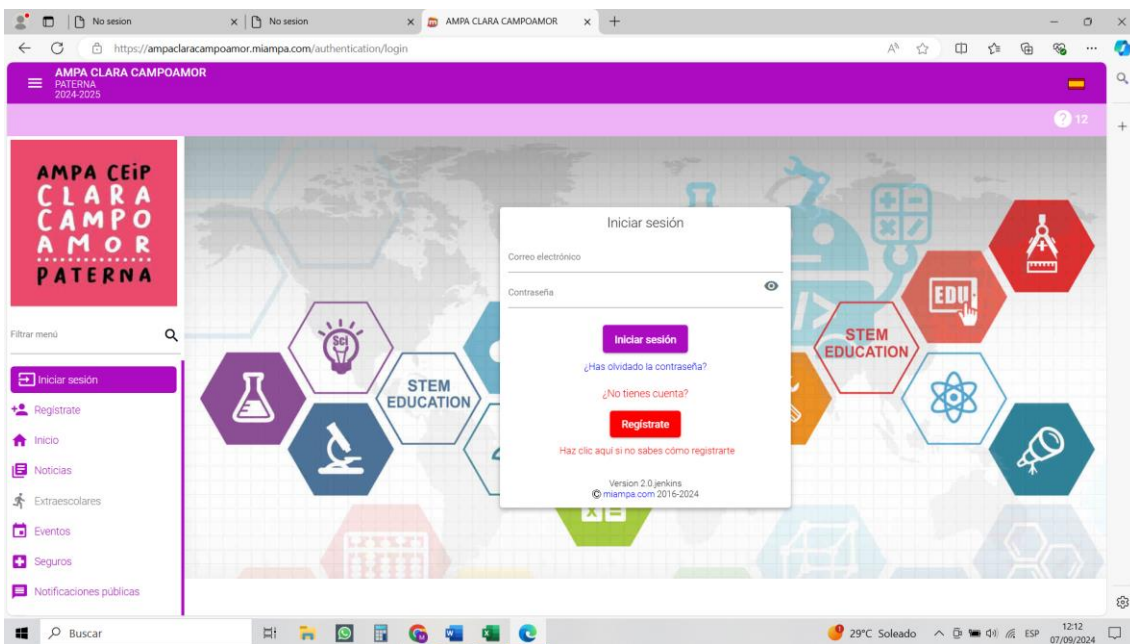 No sesion
No sesion
AMPA CLARA CAMPOAMOR
https://ampaclaracampoamor.miampa.com/authentication/login
AMPA CLARA CAMPOAMOR
PATERNA
2024-2025
12
AMPA CEiP
CLARA
CAMPO
AMOR
PATERNA
Filtrar menú
Iniciar sesión
Regístrate
Inicio
Noticias
Extraescolares
Eventos
Seguros
Notificaciones públicas
Sci
STEM
EDUCATION
Iniciar sesión
Correo electrónico
Contraseña
Iniciar sesión
¿Has olvidado la contraseña?
¿No tienes cuenta?
Regístrate
Haz clic aquí si no sabes cómo registrarte
Version 2.0.jenkins
© miampa.com 2016-2024
EDU
STEM
EDUCATION
Buscar
29°C Soleado
ESP
12:12
07/09/2024